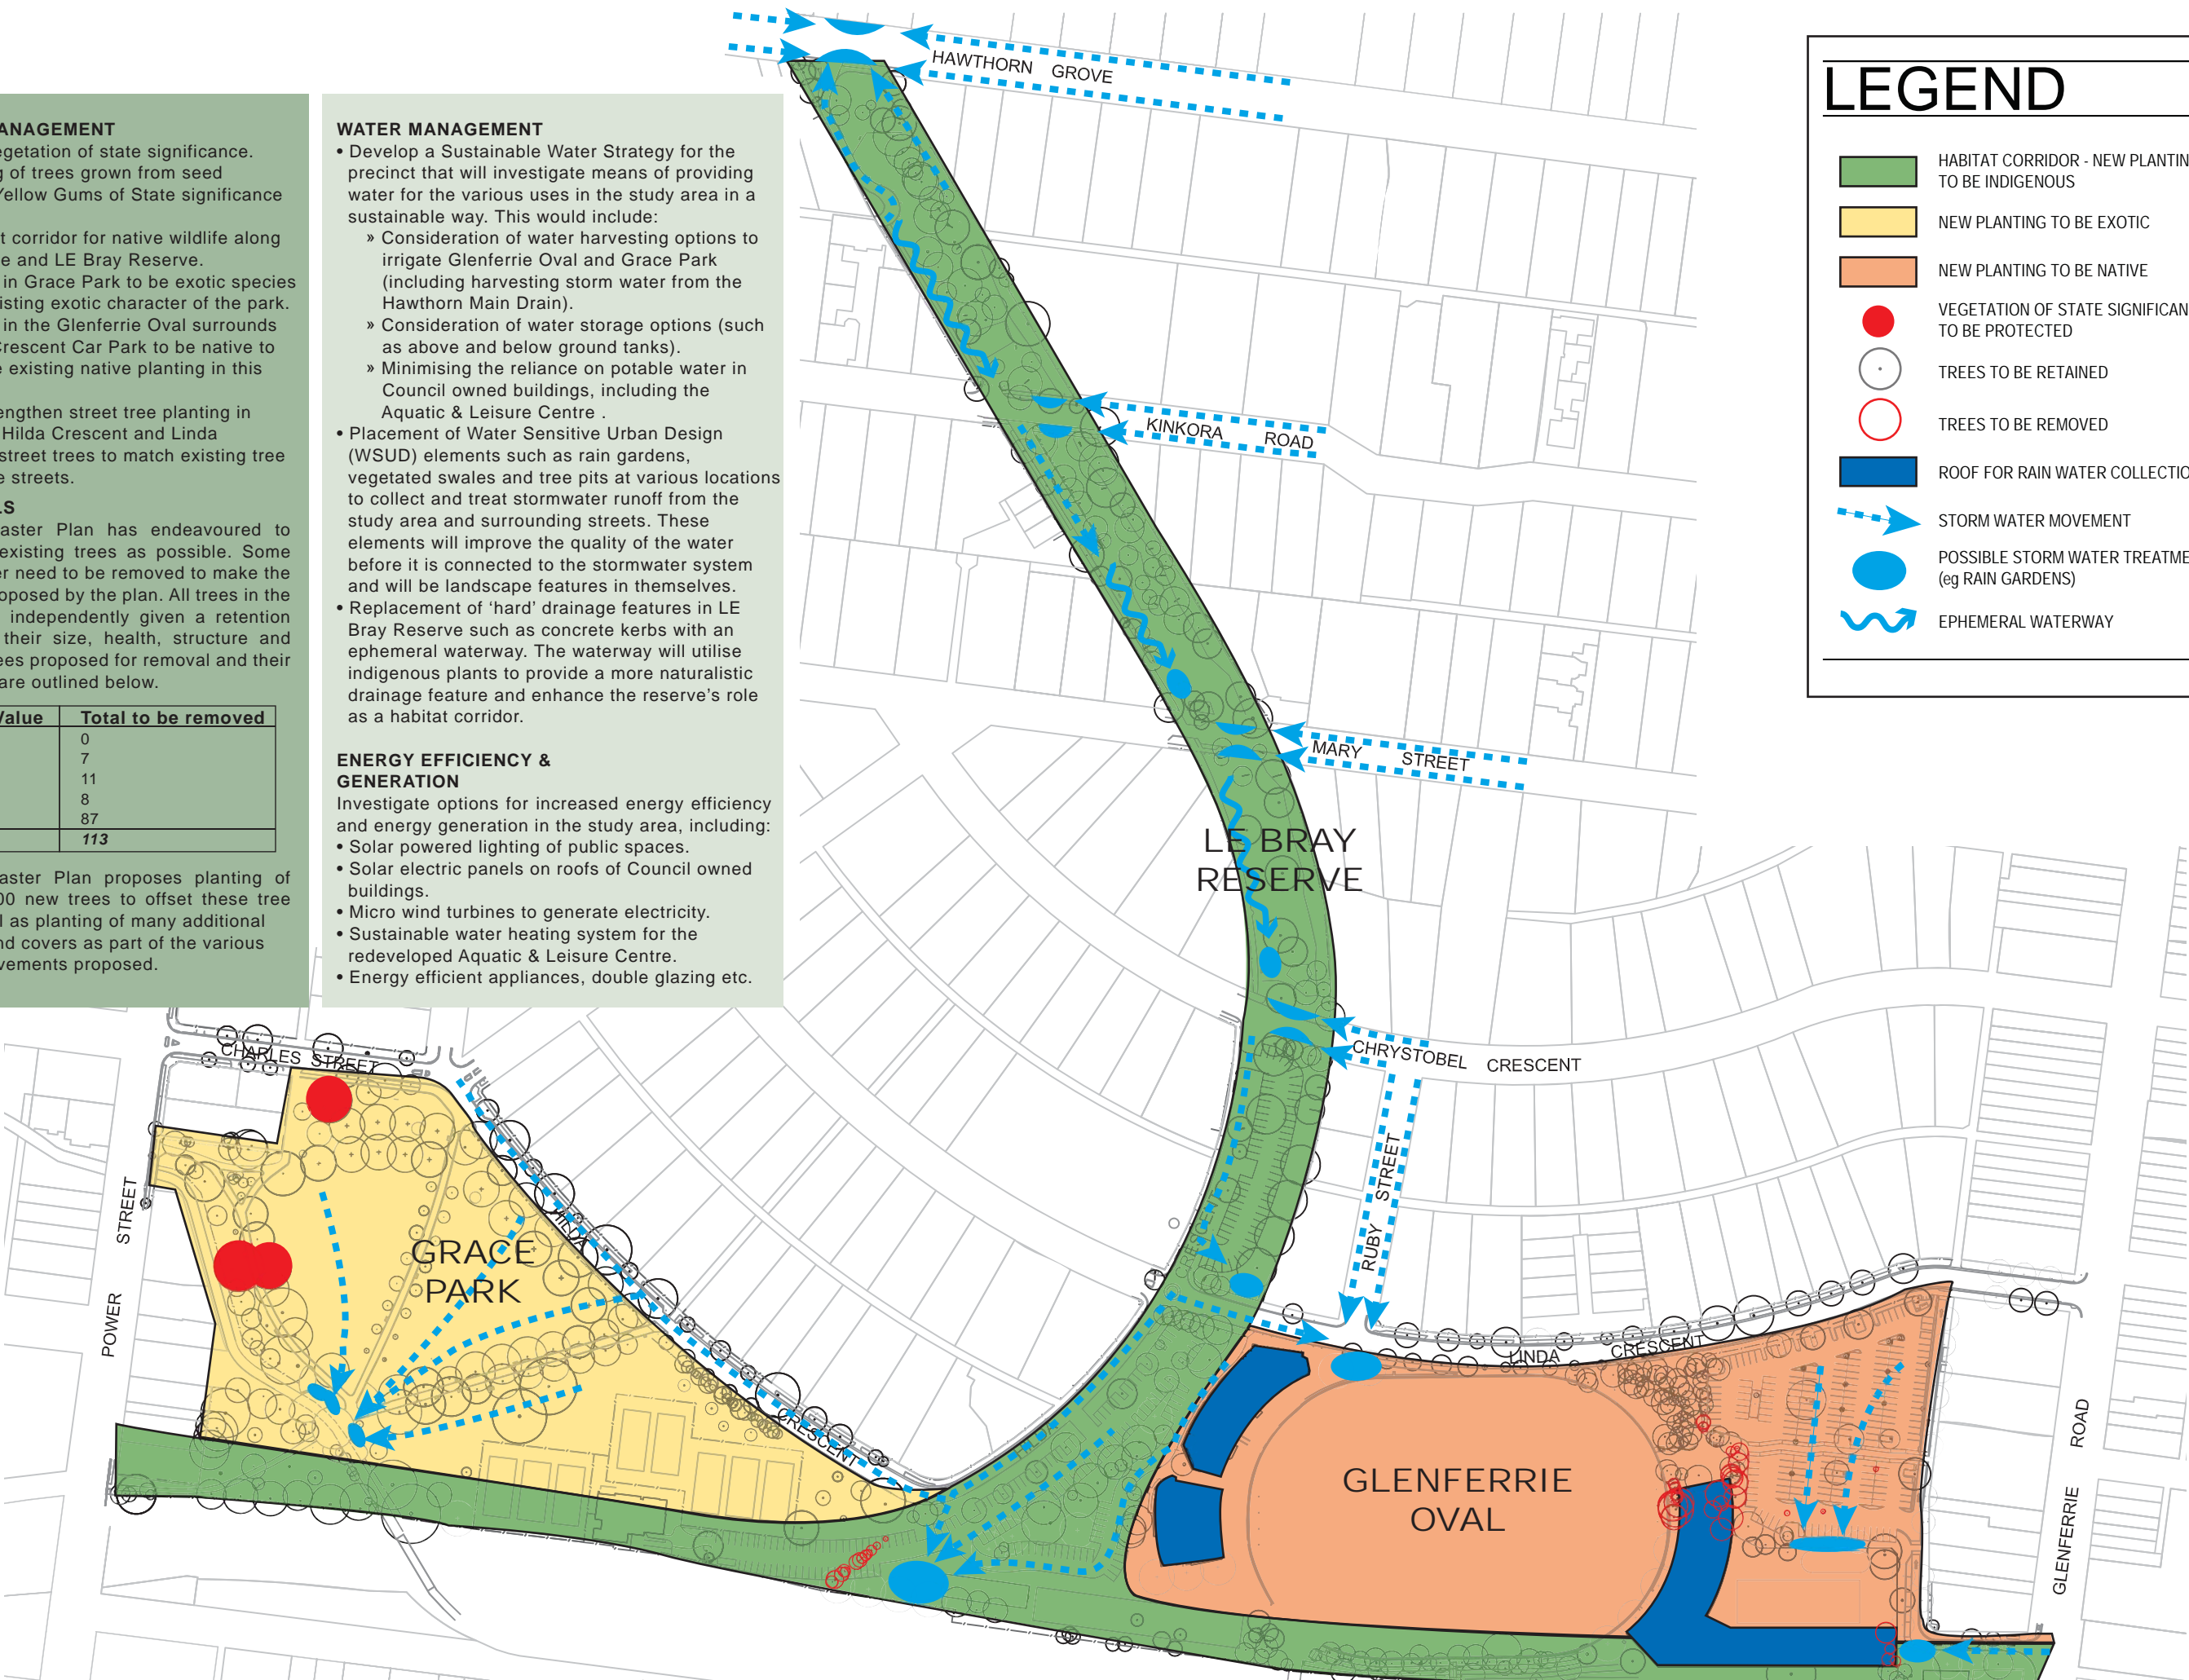 ANAGEMENT
egetation of state significance.
g of trees grown from seed
Yellow Gums of State significance
t corridor for native wildlife along
e and LE Bray Reserve.
in Grace Park to be exotic species
isting exotic character of the park.
in the Glenferrie Oval surrounds
Crescent Car Park to be native to
e existing native planting in this
engthen street tree planting in
Hilda Crescent and Linda
street trees to match existing tree
e streets.
LS
aster Plan has endeavoured to
existing trees as possible. Some
er need to be removed to make the
oposed by the plan. All trees in the
independently given a retention
their size, health, structure and
ees proposed for removal and their
are outlined below.
Value Total to be removed
0
7
11
8
87
113
aster Plan proposes planting of
00 new trees to offset these tree
l as planting of many additional
nd covers as part of the various
vements proposed.
WATER MANAGEMENT
• Develop a Sustainable Water Strategy for the
precinct that will investigate means of providing
water for the various uses in the study area in a
sustainable way. This would include:
» Consideration of water harvesting options to
irrigate Glenferrie Oval and Grace Park
(including harvesting storm water from the
Hawthorn Main Drain).
» Consideration of water storage options (such
as above and below ground tanks).
» Minimising the reliance on potable water in
Council owned buildings, including the
Aquatic & Leisure Centre .
• Placement of Water Sensitive Urban Design
(WSUD) elements such as rain gardens,
vegetated swales and tree pits at various locations
to collect and treat stormwater runoff from the
study area and surrounding streets. These
elements will improve the quality of the water
before it is connected to the stormwater system
and will be landscape features in themselves.
• Replacement of ‘hard’ drainage features in LE
Bray Reserve such as concrete kerbs with an
ephemeral waterway. The waterway will utilise
indigenous plants to provide a more naturalistic
drainage feature and enhance the reserve’s role
as a habitat corridor.
ENERGY EFFICIENCY &
GENERATION
Investigate options for increased energy efficiency
and energy generation in the study area, including:
• Solar powered lighting of public spaces.
• Solar electric panels on roofs of Council owned
buildings.
• Micro wind turbines to generate electricity.
• Sustainable water heating system for the
redeveloped Aquatic & Leisure Centre.
• Energy efficient appliances, double glazing etc.
LEGEND
HABITAT CORRIDOR - NEW PLANTIN
TO BE INDIGENOUS
NEW PLANTING TO BE EXOTIC
NEW PLANTING TO BE NATIVE
VEGETATION OF STATE SIGNIFICAN
TO BE PROTECTED
TREES TO BE RETAINED
TREES TO BE REMOVED
ROOF FOR RAIN WATER COLLECTIO
STORM WATER MOVEMENT
POSSIBLE STORM WATER TREATME
(eg RAIN GARDENS)
EPHEMERAL WATERWAY
HAWTHORN GROVE
KINKORA ROAD
MARY STREET
LE BRAY
RESERVE
CHRYSTOBEL CRESCENT
RUBY STREET
CHARLES STREET
POWER STREET
GRACE
PARK
HILDA
CRESCENT
LINDA CRESCENT
GLENFERRIE
OVAL
GLENFERRIE ROAD